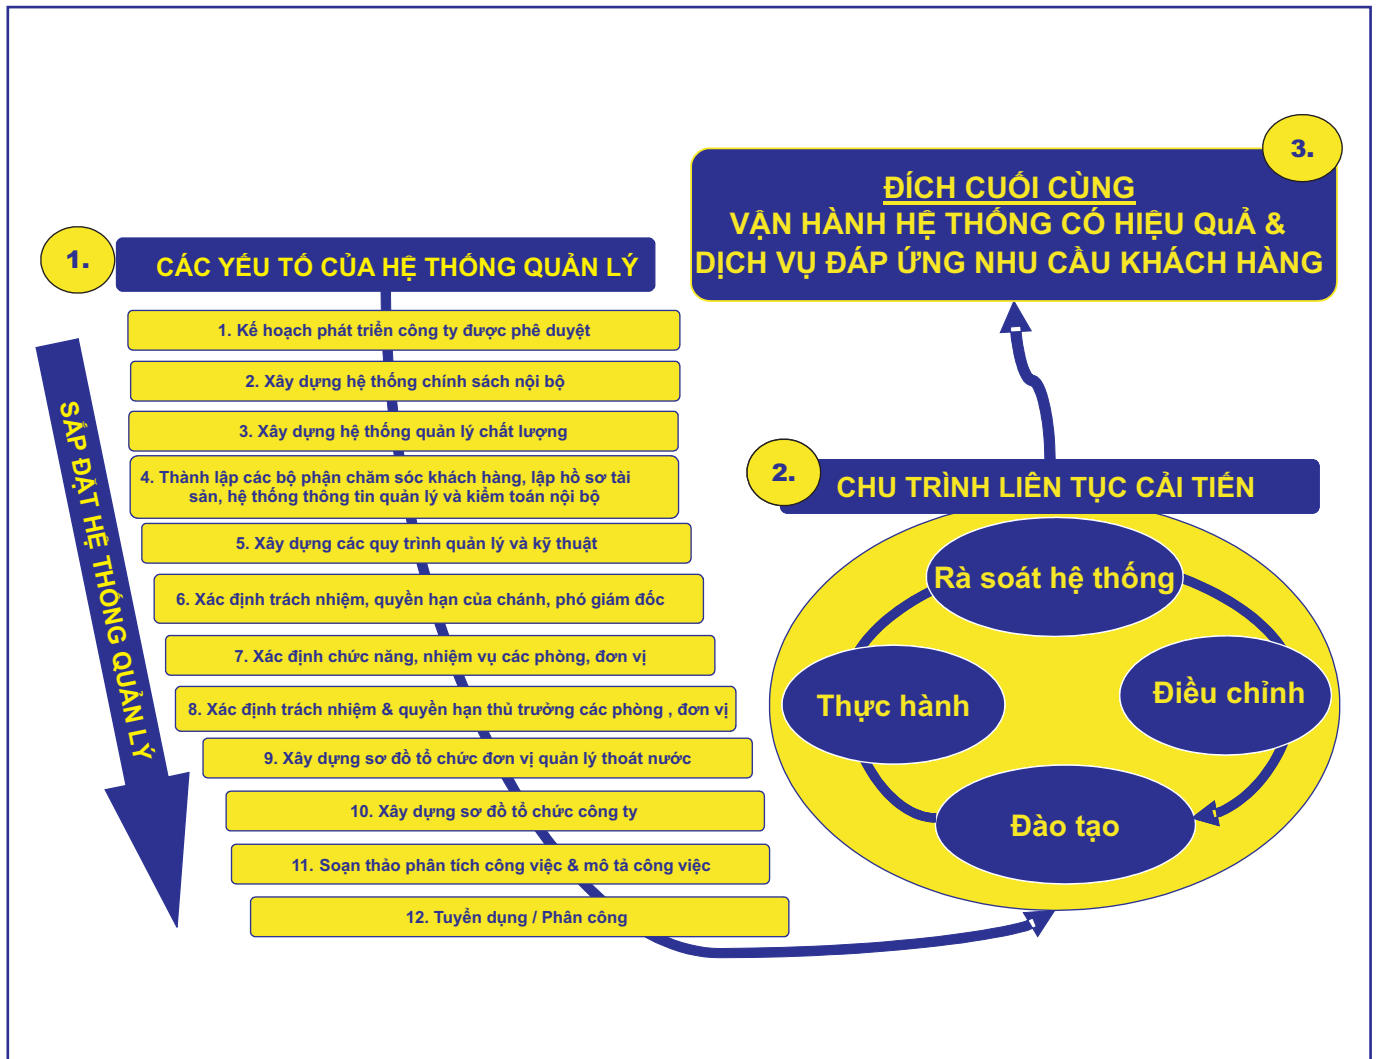 1.
CÁC YẾU TỐ CỦA HỆ THỐNG QUẢN LÝ
SẮP ĐẶT HỆ THỐNG QUẢN LÝ
1. Kế hoạch phát triển công ty được phê duyệt
2. Xây dựng hệ thống chính sách nội bộ
3. Xây dựng hệ thống quản lý chất lượng
4. Thành lập các bộ phận chăm sóc khách hàng, lập hồ sơ tài
sản, hệ thống thông tin quản lý và kiểm toán nội bộ
5. Xây dựng các quy trình quản lý và kỹ thuật
6. Xác định trách nhiệm, quyền hạn của chánh, phó giám đốc
7. Xác định chức năng, nhiệm vụ các phòng, đơn vị
8. Xác định trách nhiệm & quyền hạn thủ trưởng các phòng , đơn vị
9. Xây dựng sơ đồ tổ chức đơn vị quản lý thoát nước
10. Xây dựng sơ đồ tổ chức công ty
11. Soạn thảo phân tích công việc & mô tả công việc
12. Tuyển dụng / Phân công
2.
CHU TRÌNH LIÊN TỤC CẢI TIẾN
Rà soát hệ thống
Điều chỉnh
Đào tạo
Thực hành
3.
ĐÍCH CUỐI CÙNG
VẬN HÀNH HỆ THỐNG CÓ HIỆU QuẢ &
DỊCH VỤ ĐÁP ỨNG NHU CẦU KHÁCH HÀNG